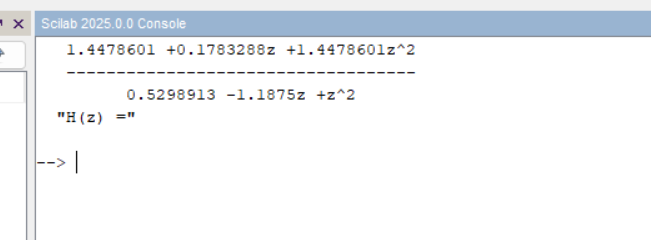 Scilab 2025.0.0 Console
1.4478601 +0.1783288z +1.4478601z^2
-----------------------------------
0.5298913 -1.1875z +z^2
"H(z) ="
-->